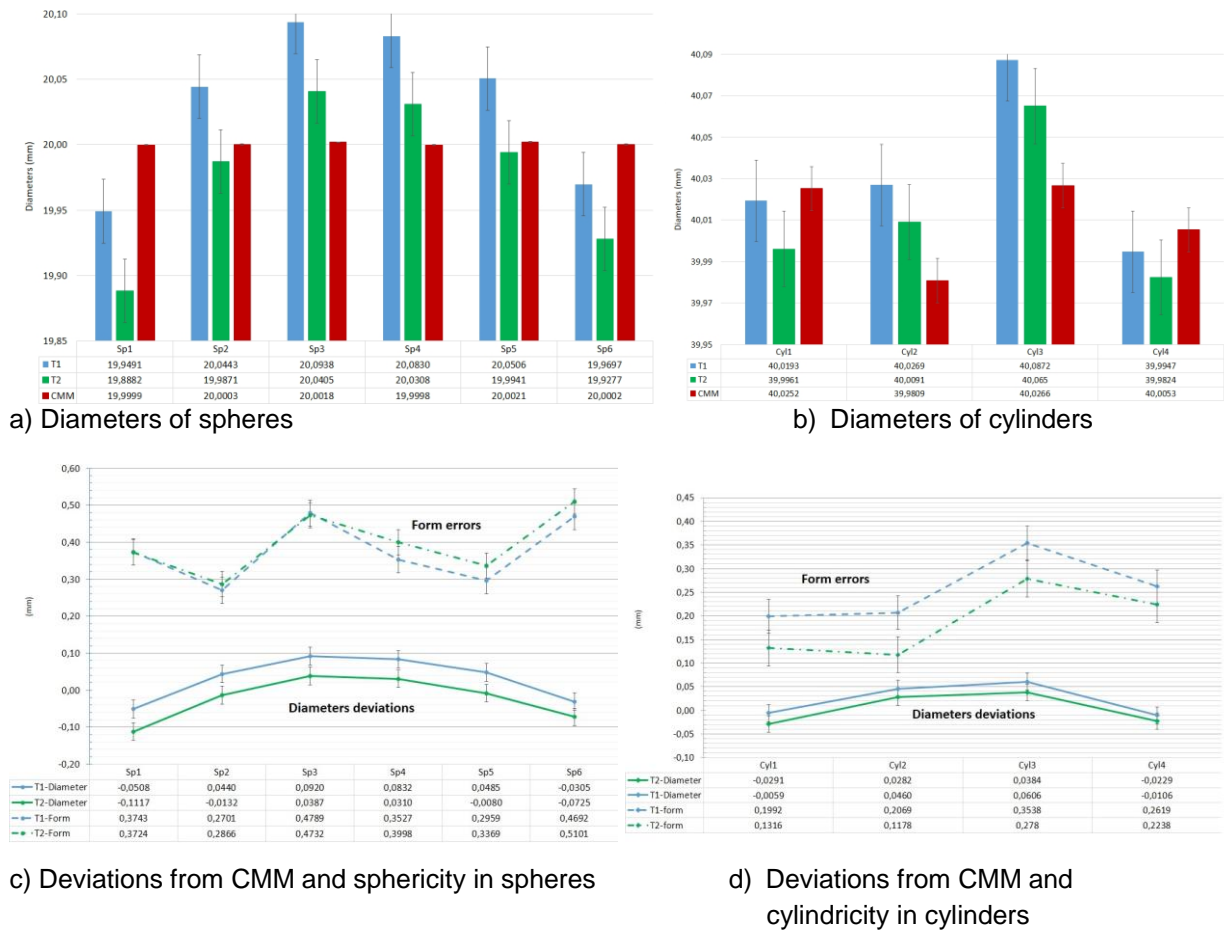 20,10
20,05
20,00
19,95
19,90
19,85
Diameters (mm)
Sp1 Sp2 Sp3 Sp4 Sp5 Sp6
T1 19,9491 20,0443 20,0938 20,0830 20,0506 19,9697
T2 19,8882 19,9871 20,0405 20,0308 19,9941 19,9277
CMM 19,9999 20,0003 20,0018 19,9998 20,0021 20,0002
a) Diameters of spheres
40,09
40,07
40,05
40,03
40,01
39,99
39,97
39,95
Diameters (mm)
Cyl1 Cyl2 Cyl3 Cyl4
T1 40,0193 40,0269 40,0872 39,9947
T2 39,9961 40,0091 40,065 39,9824
CMM 40,0252 39,9809 40,0266 40,0053
b) Diameters of cylinders
0,60
0,50
0,40
0,30
0,20
0,10
0,00
-0,10
-0,20
(mm)
Form errors
Diameters deviations
Sp1 Sp2 Sp3 Sp4 Sp5 Sp6
T1-Diameter -0,0508 0,0440 0,0920 0,0832 0,0485 -0,0305
T2-Diameter -0,1117 -0,0132 0,0387 0,0310 -0,0080 -0,0725
T1-Form 0,3743 0,2701 0,4789 0,3527 0,2959 0,4692
T2-Form 0,3724 0,2866 0,4732 0,3998 0,3369 0,5101
c) Deviations from CMM and sphericity in spheres
0,45
0,40
0,35
0,30
0,25
0,20
0,15
0,10
0,05
0,00
-0,05
-0,10
(mm)
Form errors
Diameters deviations
Cyl1 Cyl2 Cyl3 Cyl4
T2-Diameter -0,0291 0,0282 0,0384 -0,0229
T1-Diameter -0,0059 0,0460 0,0606 -0,0106
T1-form 0,1992 0,2069 0,3538 0,2619
T2-form 0,1316 0,1178 0,278 0,2238
d) Deviations from CMM and
cylindricity in cylinders